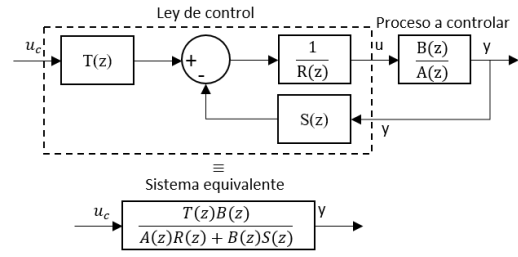 Ley de control
Proceso a controlar
u_c
T(z)
+
-
1
R(z)
u
B(z)
A(z)
y
S(z)
y
≡
Sistema equivalente
u_c
T(z)B(z)
A(z)R(z) + B(z)S(z)
y